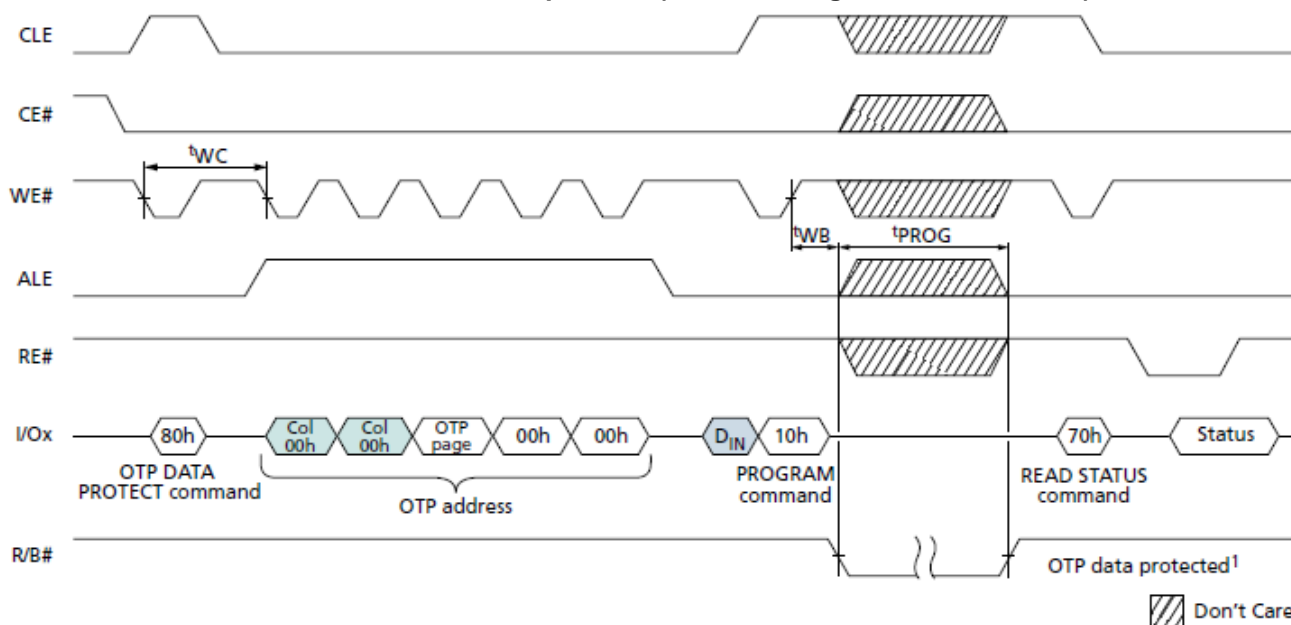 CLE
CE#
tWC
WE#
tWB
tPROG
ALE
RE#
I/Ox
80h
Col
00h
Col
00h
OTP
page
00h
00h
DIN
10h
70h
Status
OTP DATA
PROTECT command
OTP address
PROGRAM
command
READ STATUS
command
R/B#
OTP data protected1
Don't Care